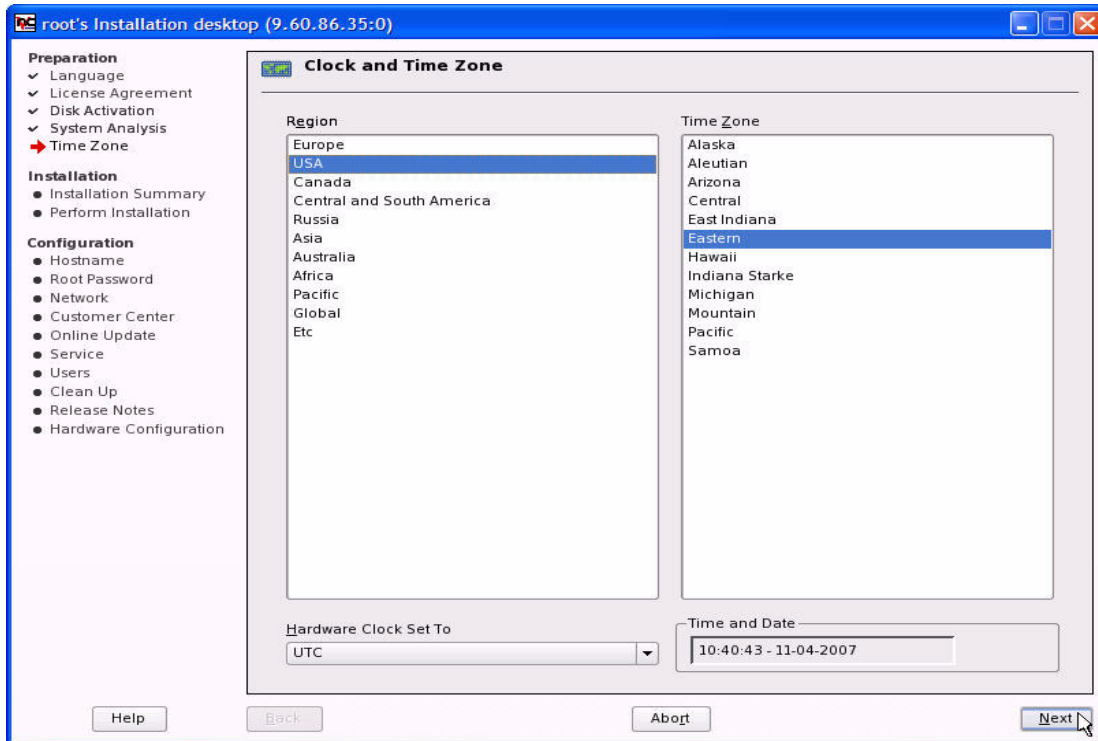 root's Installation desktop (9.60.86.35:0)
Preparation
Language
License Agreement
Disk Activation
System Analysis
Time Zone
Installation
Installation Summary
Perform Installation
Configuration
Hostname
Root Password
Network
Customer Center
Online Update
Service
Users
Clean Up
Release Notes
Hardware Configuration
Clock and Time Zone
Region
Europe
USA
Canada
Central and South America
Russia
Asia
Australia
Africa
Pacific
Global
Etc
Time Zone
Alaska
Aleutian
Arizona
Central
East Indiana
Eastern
Hawaii
Indiana Starke
Michigan
Mountain
Pacific
Samoa
Hardware Clock Set To
UTC
Time and Date
10:40:43 - 11-04-2007
Help
Back
Abort
Next